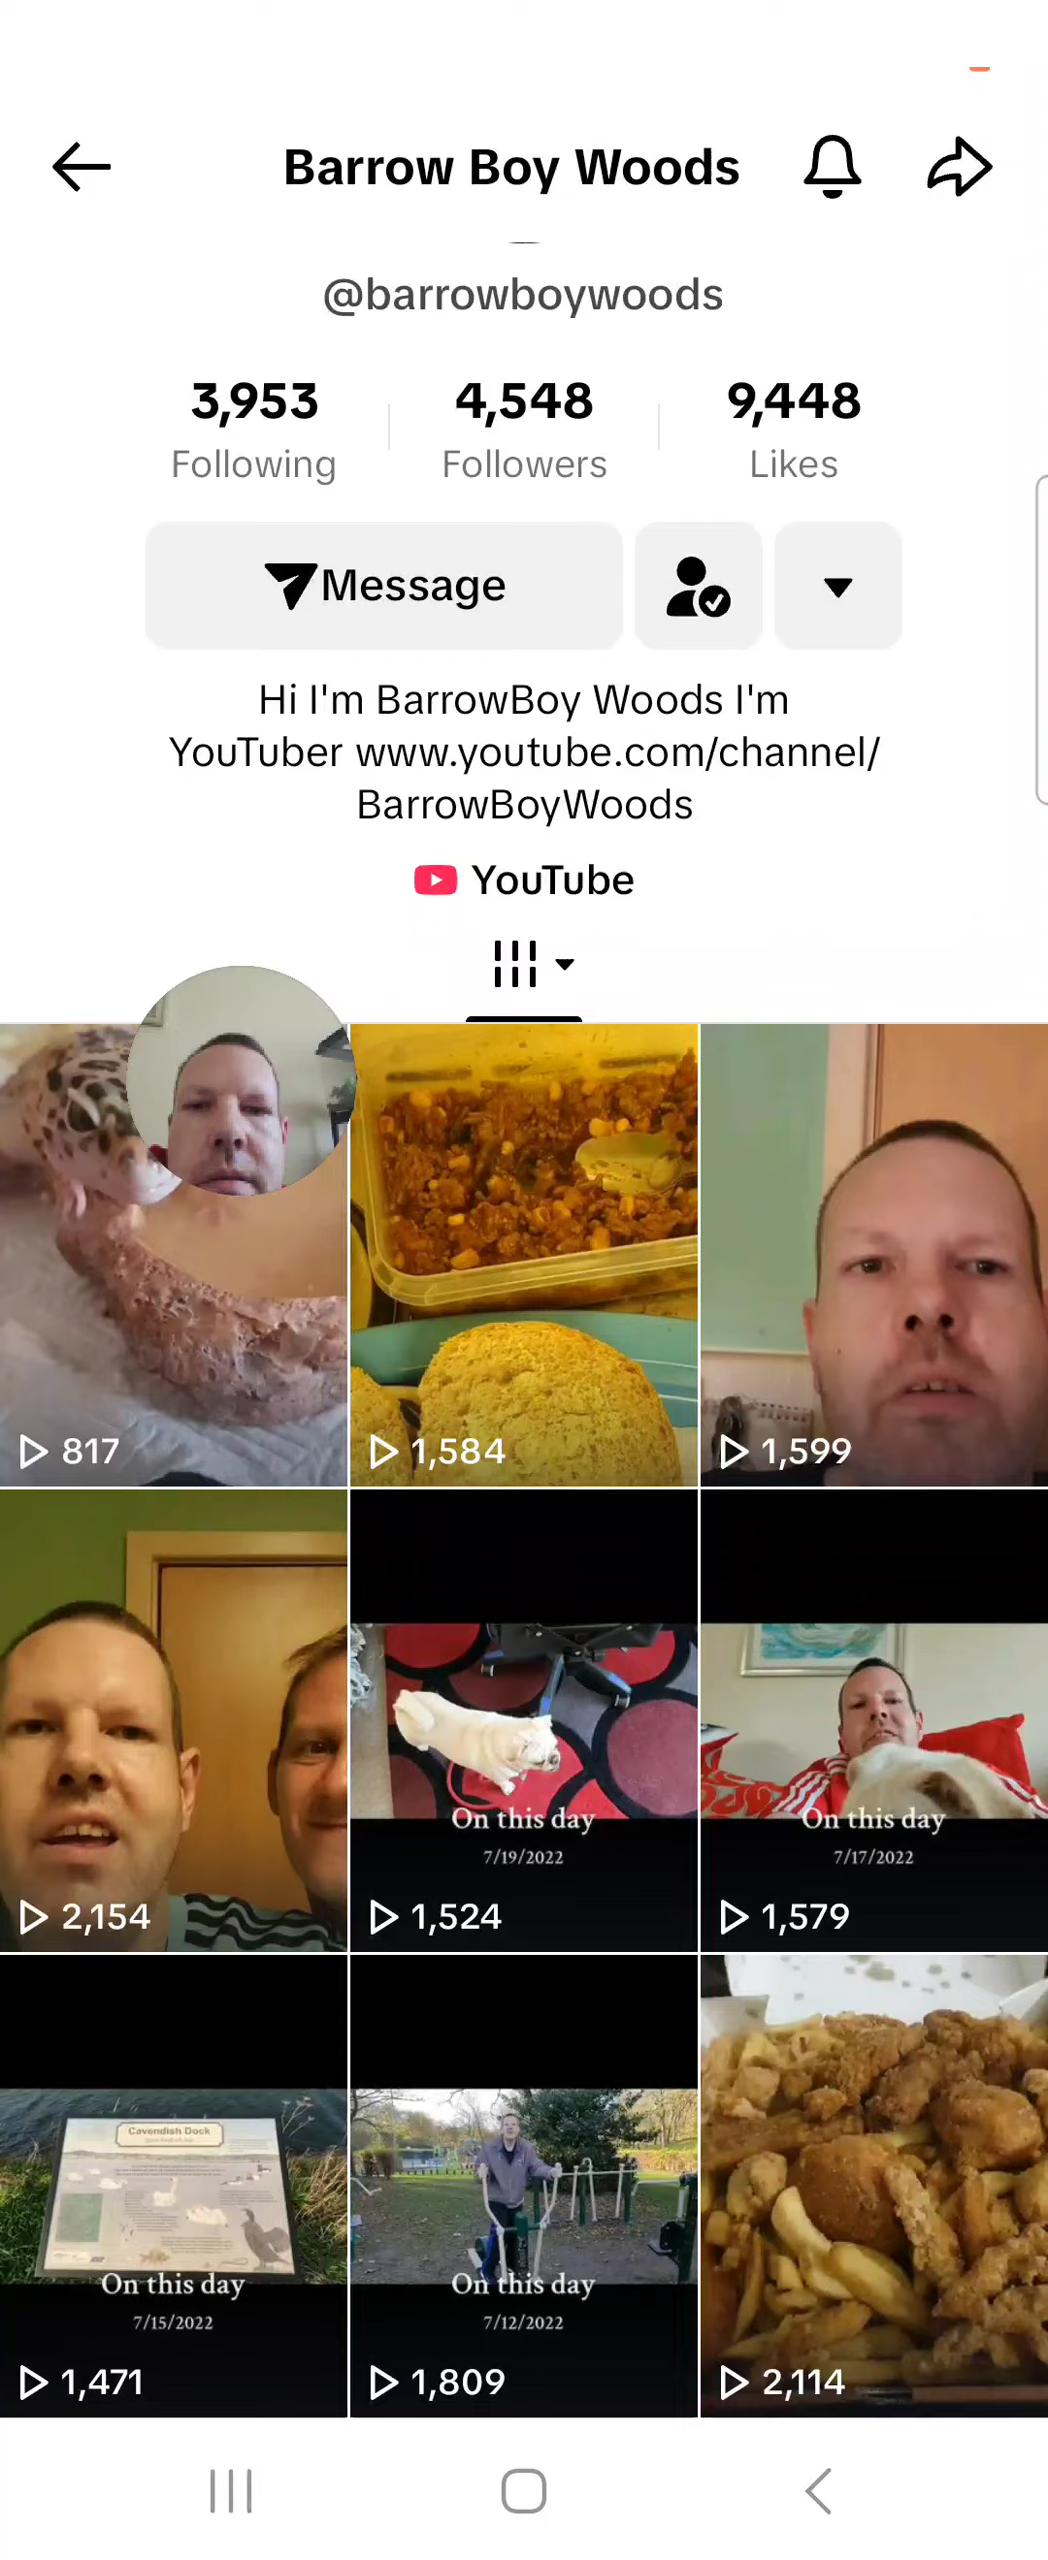 Barrow Boy Woods
@barrowboywoods
3,953 4,548 9,448
Following Followers Likes
Message
Hi I'm BarrowBoy Woods I'm
YouTuber www.youtube.com/channel/
BarrowBoyWoods
YouTube
817 1,584 1,599
On this day On this day
7/19/2022 7/17/2022
2,154 1,524 1,579
Cavendish Dock
On this day On this day
7/15/2022 7/12/2022
1,471 1,809 2,114